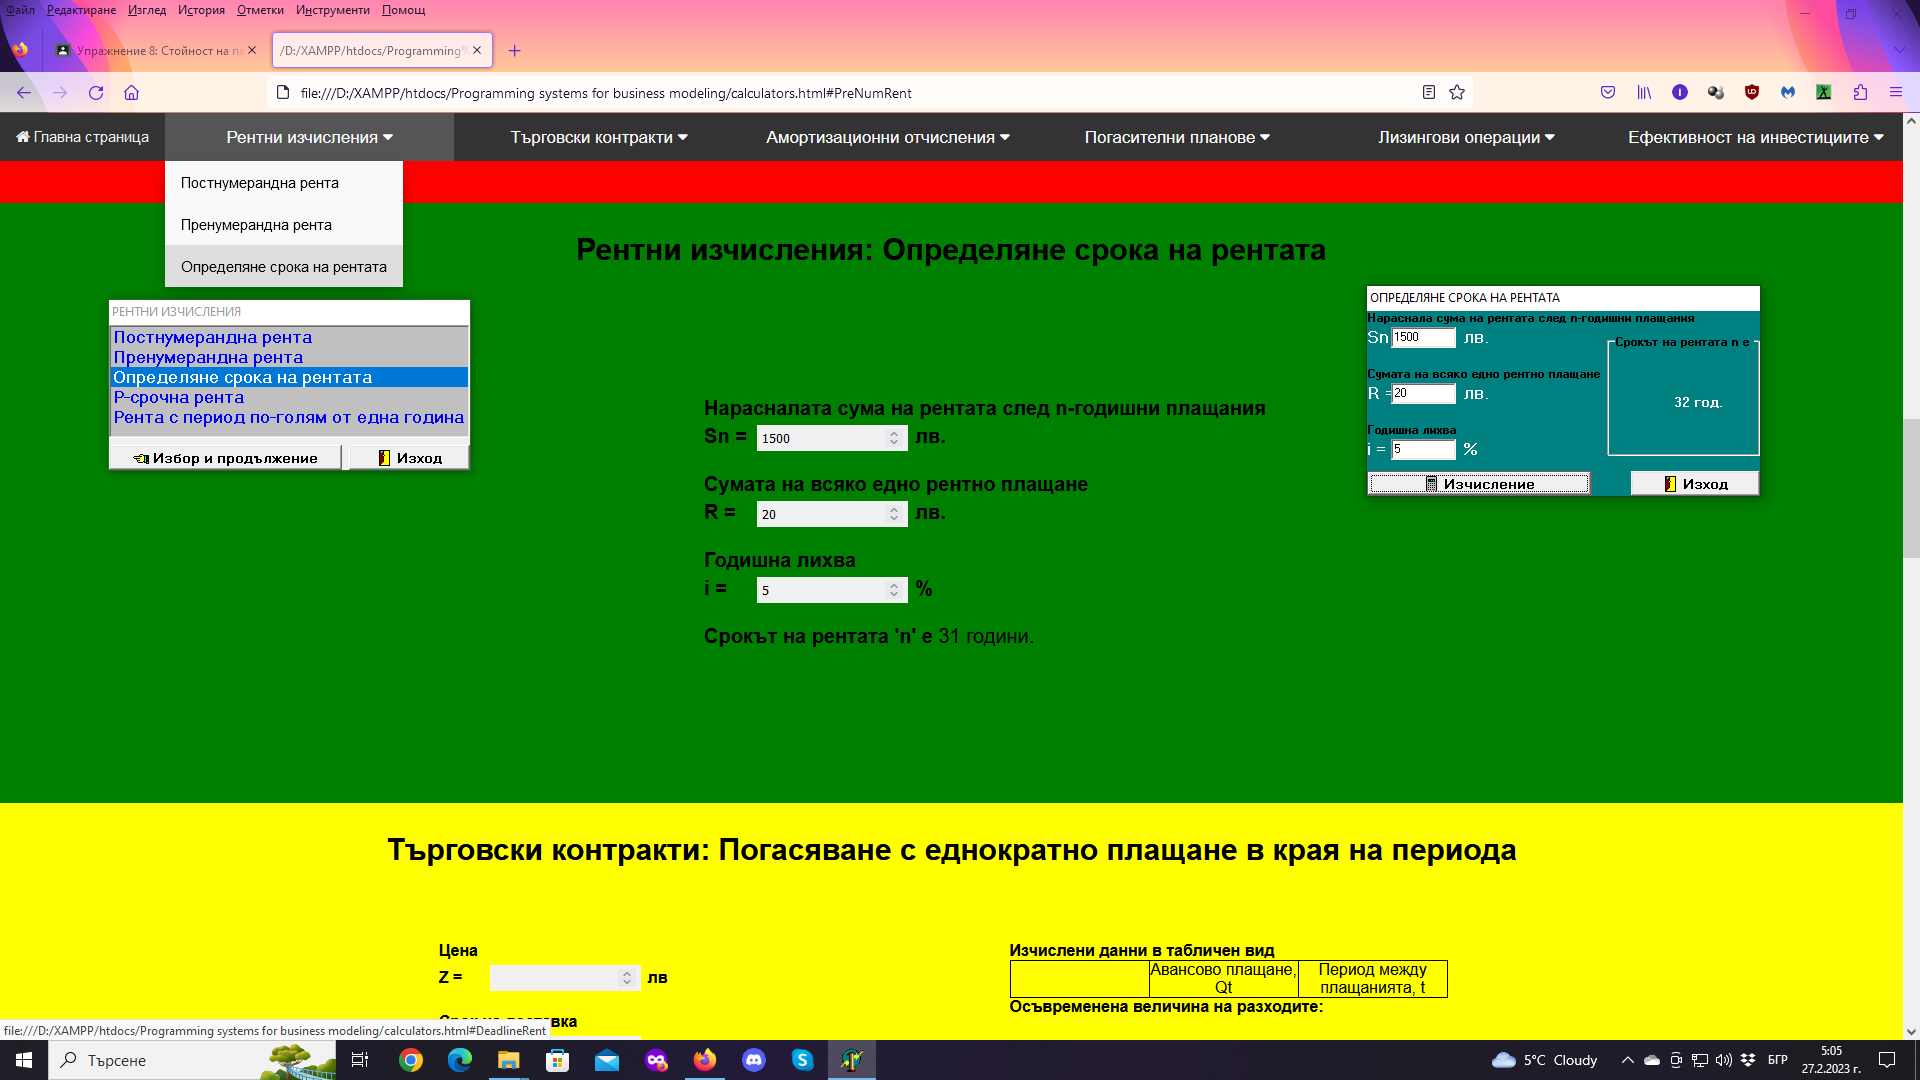 Файл Редактиране Изглед История Отметки Инструменти Помощ
Упражнение 8: Стойност на па
/D:/XAMPP/htdocs/Programming%
file:///D:/XAMPP/htdocs/Programming systems for business modeling/calculators.html#PreNumRent
Главна страница Рентни изчисления Търговски контракти Амортизационни отчисления Погасителни планове Лизингови операции Ефективност на инвестициите
Постнумерандна рента
Пренумерандна рента
Определяне срока на рентата
Рентни изчисления: Определяне срока на рентата
РЕНТНИ ИЗЧИСЛЕНИЯ
Постнумерандна рента
Пренумерандна рента
Определяне срока на рентата
Р-срочна рента
Рента с период по-голям от една година
Избор и продължение Изход
Нарасналата сума на рентата след n-годишни плащания
Sn = 1500 лв.
Сумата на всяко едно рентно плащане
R = 20 лв.
Годишна лихва
i = 5 %
Срокът на рентата 'n' е 31 години.
ОПРЕДЕЛЯНЕ СРОКА НА РЕНТАТА
Нараснала сума на рентата след n-годишни плащания
Sn 1500 лв.
Срокът на рентата n е
Сумата на всяко едно рентно плащане
R = 20 лв.
32 год.
Годишна лихва
i = 5 %
Изчисление Изход
Търговски контракти: Погасяване с еднократно плащане в края на периода
Цена
Z = лв
Изчислени данни в табличен вид
Авансово плащане, Qt
Период между плащанията, t
Осъвременена величина на разходите:
file:///D:/XAMPP/htdocs/Programming systems for business modeling/calculators.html#DeadlineRent
Търсене
5°C Cloudy
БГР
5:05
27.2.2023 г.